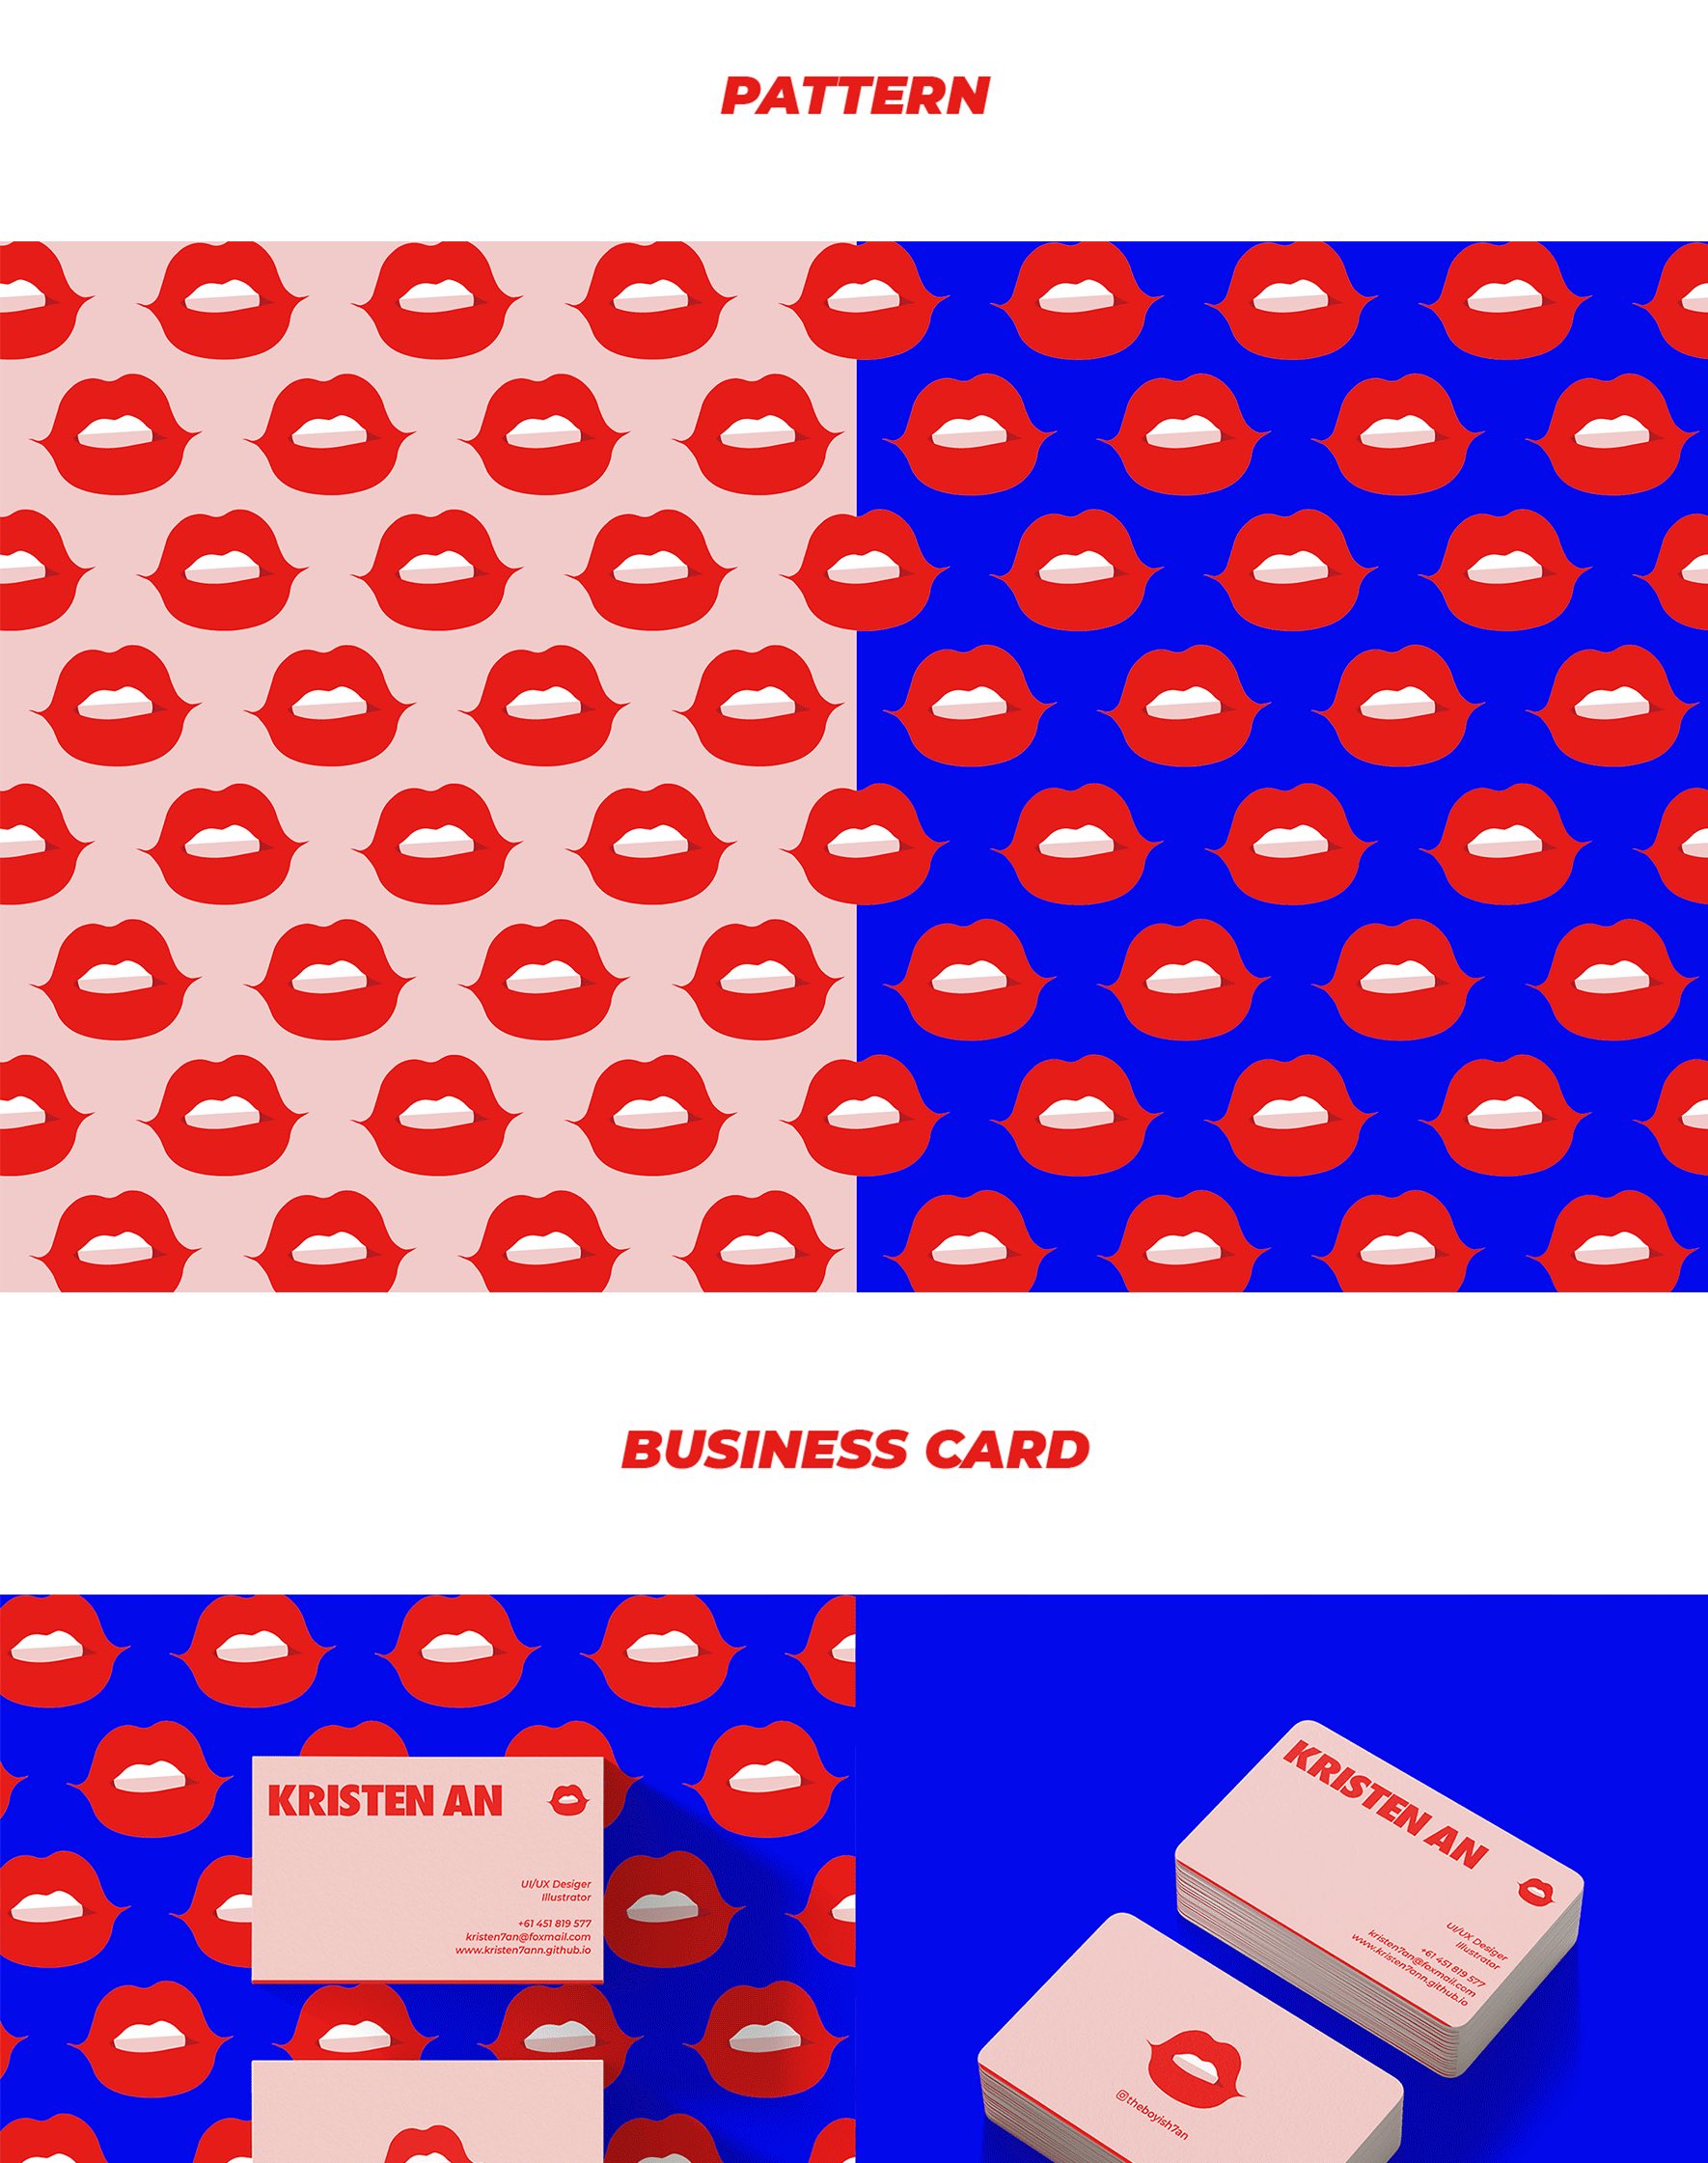 PATTERN
BUSINESS CARD
KRISTEN AN
UI/UX Desiger
Illustrator
+61 451 819 577
kristen7an@foxmail.com
www.kristen7ann.github.io
KRISTEN AN
UI/UX Desiger
Illustrator
+61 451 819 577
kristen7an@foxmail.com
www.kristen7ann.github.io
@theboyish7an